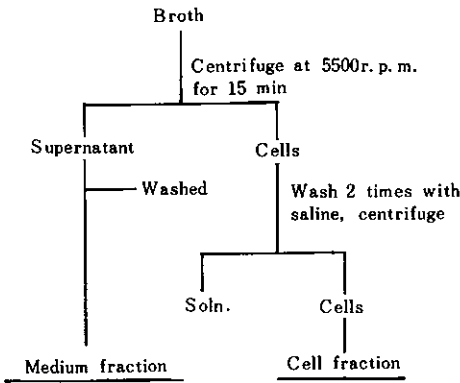 Broth
Centrifuge at 5500r. p. m.
for 15 min
Supernatant
Cells
Washed
Wash 2 times with
saline, centrifuge
Soln.
Cells
Medium fraction
Cell fraction